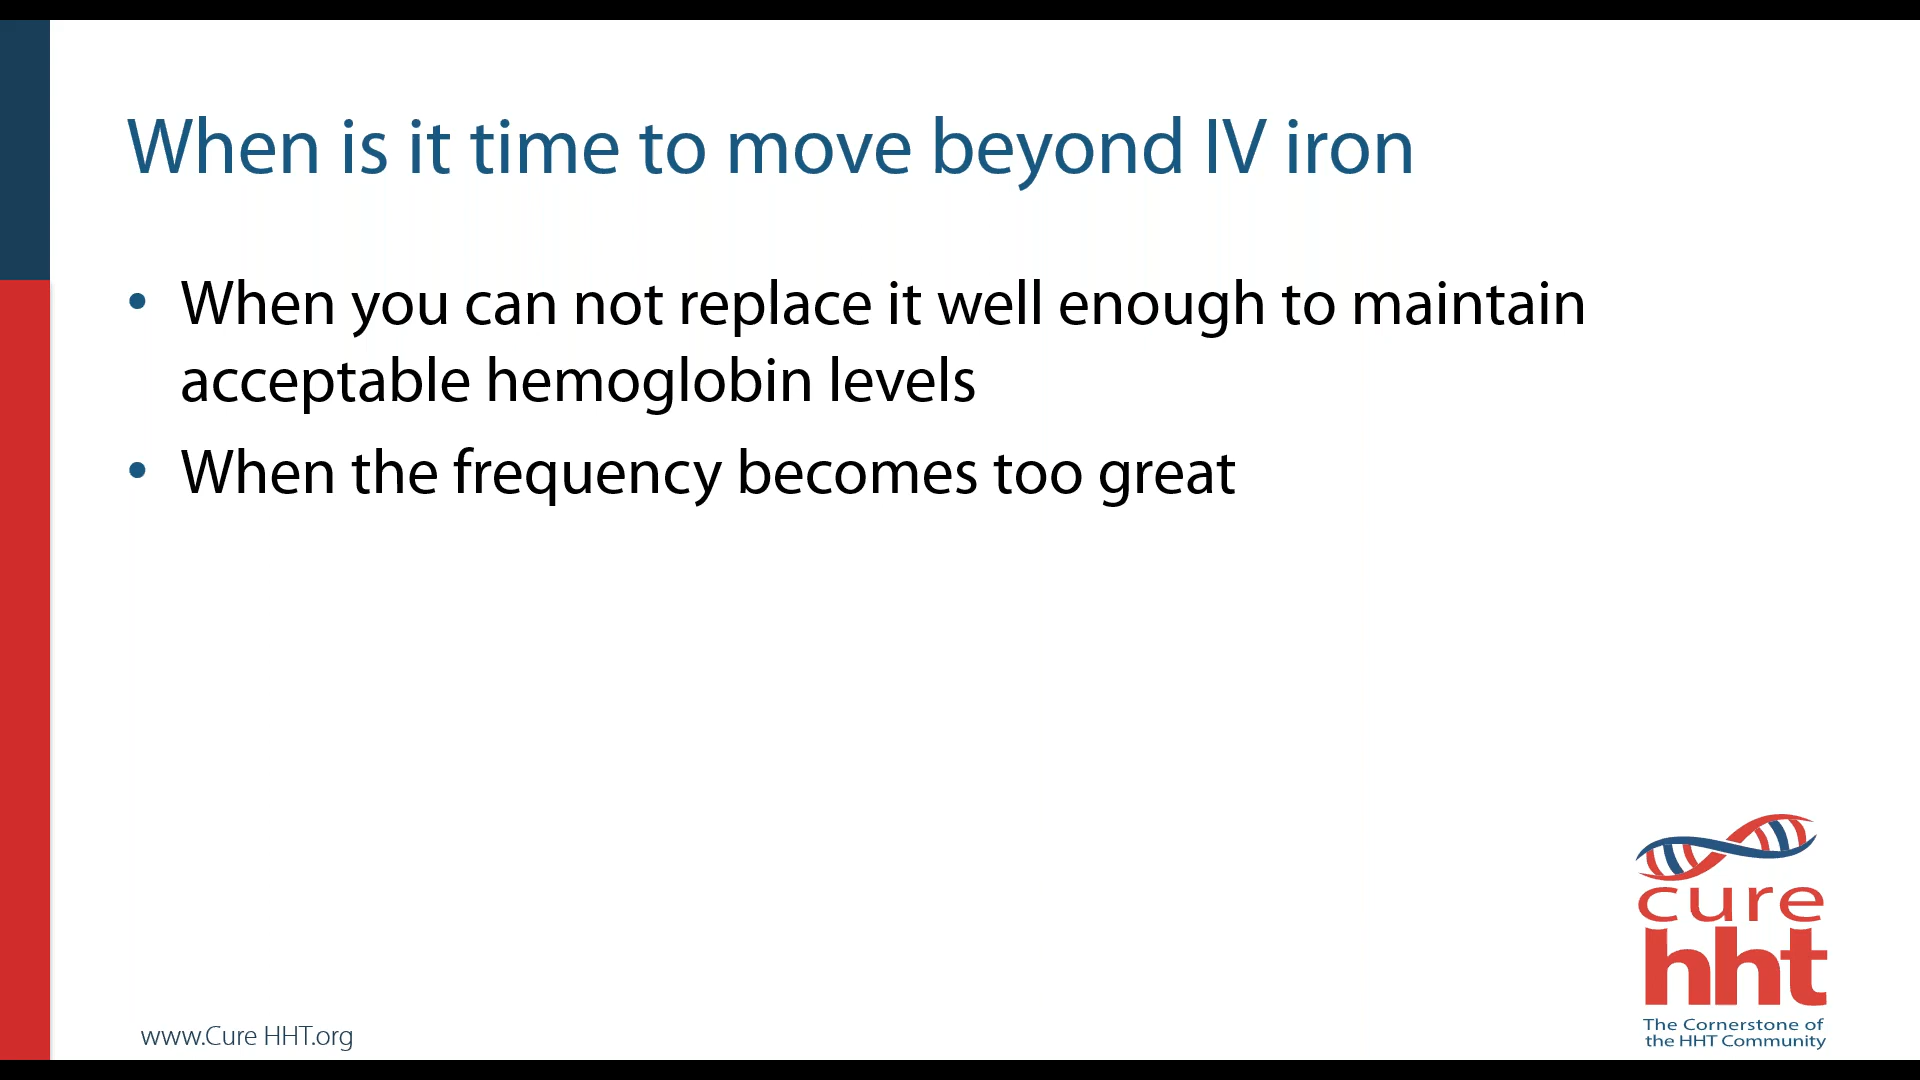 When is it time to move beyond IV iron
• When you can not replace it well enough to maintain
acceptable hemoglobin levels
• When the frequency becomes too great
www.Cure HHT.org
cure
hht
The Cornerstone of
the HHT Community